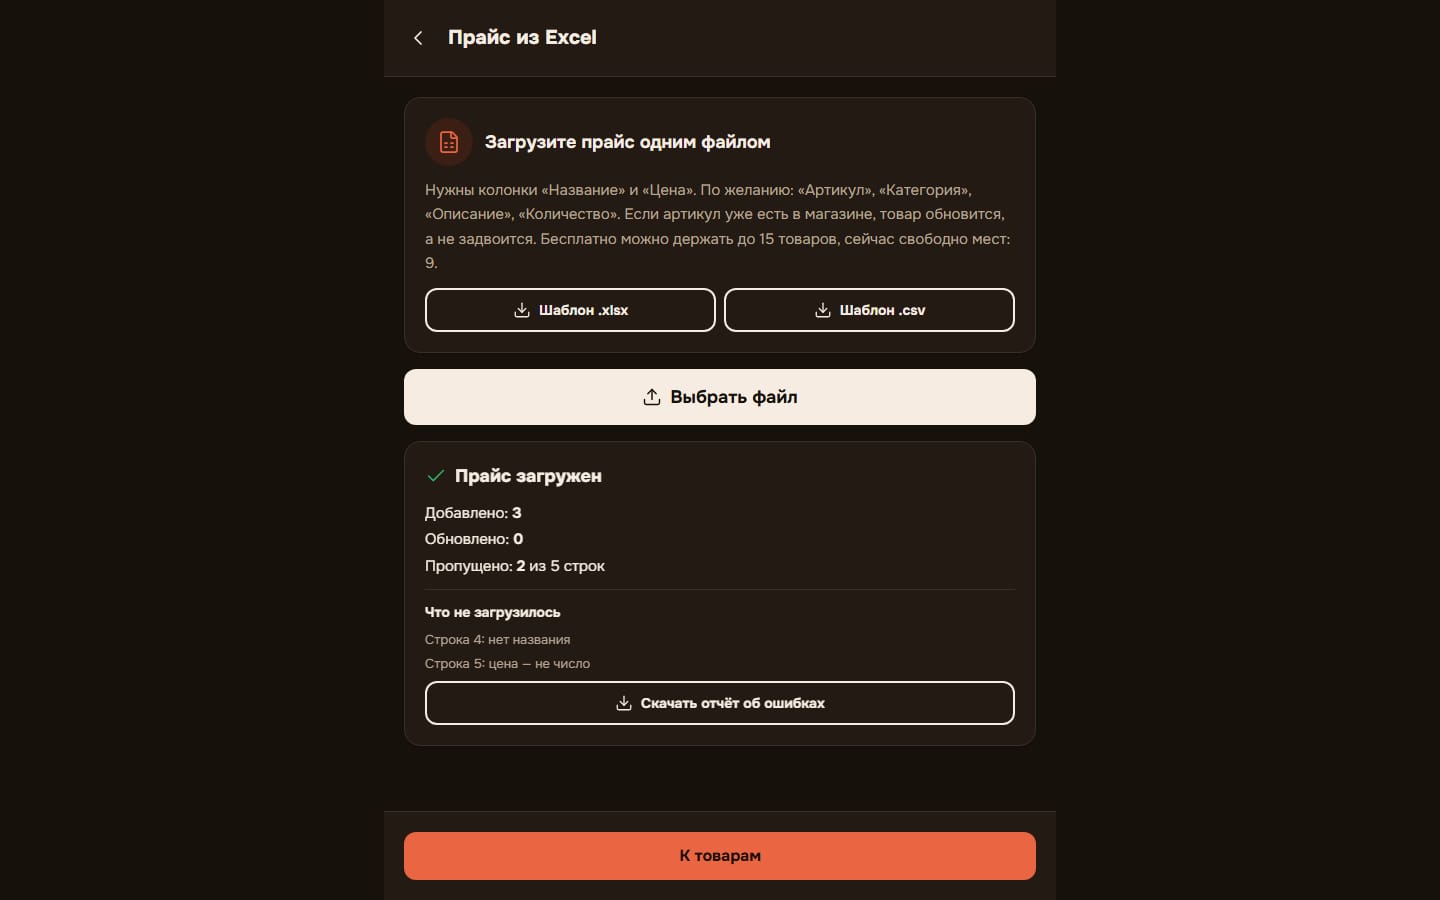 Прайс из Excel
Загрузите прайс одним файлом
Нужны колонки «Название» и «Цена». По желанию: «Артикул», «Категория»,
«Описание», «Количество». Если артикул уже есть в магазине, товар обновится,
а не задвоится. Бесплатно можно держать до 15 товаров, сейчас свободно мест:
9.
Шаблон .xlsx
Шаблон .csv
Выбрать файл
Прайс загружен
Добавлено: 3
Обновлено: 0
Пропущено: 2 из 5 строк
Что не загрузилось
Строка 4: нет названия
Строка 5: цена — не число
Скачать отчёт об ошибках
К товарам